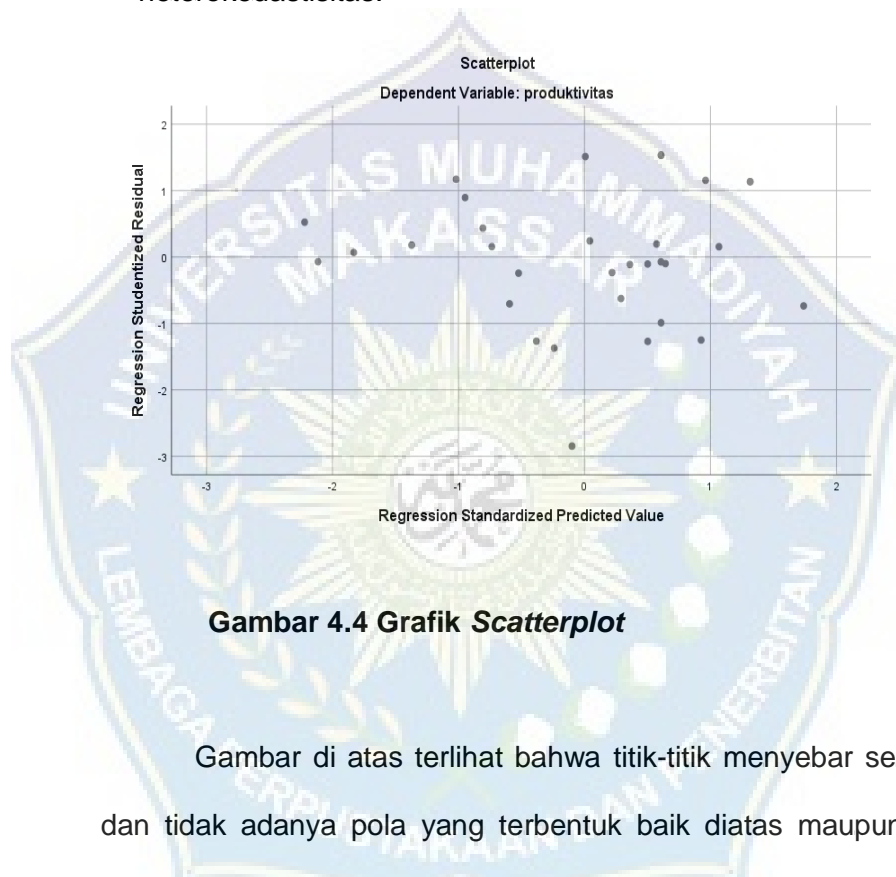 heteroskedastisitas.
Scatterplot
Dependent Variable: produktivitas
Regression Studentized Residual
2
1
0
-1
-2
-3
-3
-2
-1
0
1
2
Regression Standardized Predicted Value
Gambar 4.4 Grafik Scatterplot
Gambar di atas terlihat bahwa titik-titik menyebar se
dan tidak adanya pola yang terbentuk baik diatas maupun
UNIVERSITAS MUHAMMADIYAH
MAKASSAR
LEMBAGA PERPUSTAKAAN DAN PENERBITAN